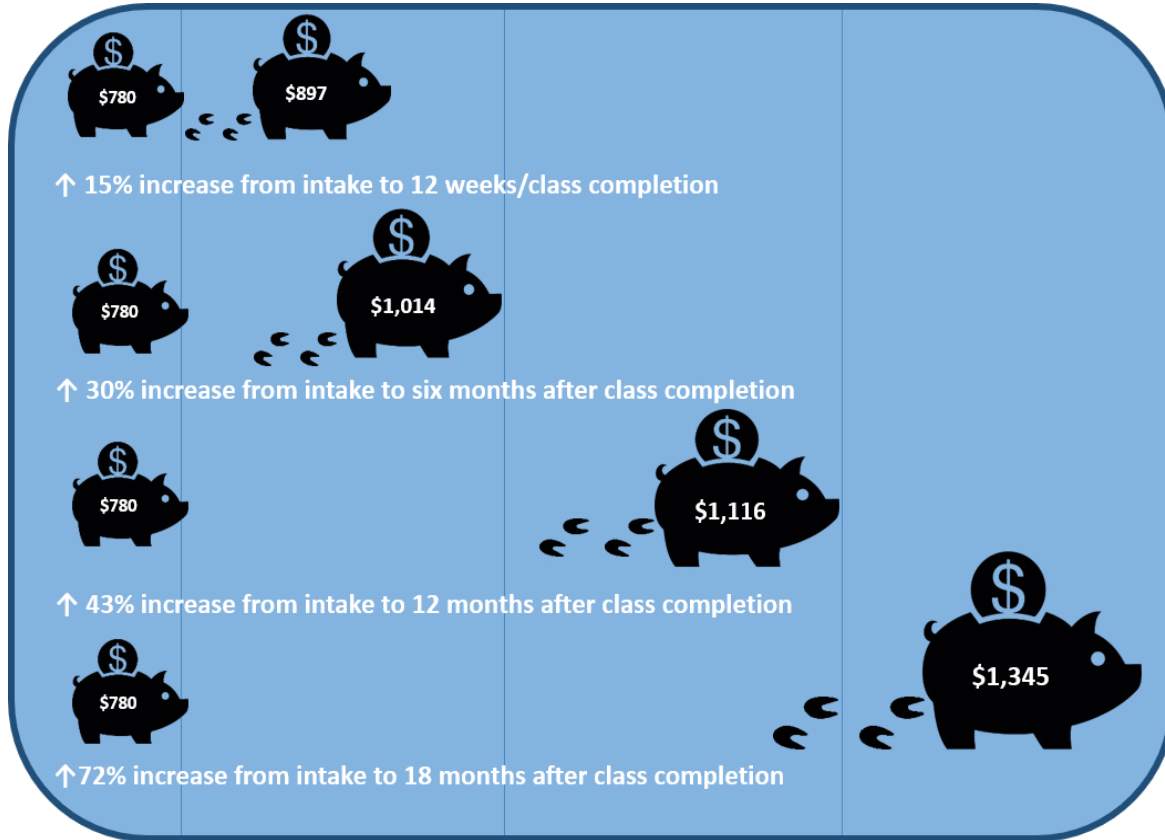 $ $
$780 $897
↑ 15% increase from intake to 12 weeks/class completion
$ $
$780 $1,014
↑ 30% increase from intake to six months after class completion
$ $
$780 $1,116
↑ 43% increase from intake to 12 months after class completion
$ $
$780 $1,345
↑72% increase from intake to 18 months after class completion